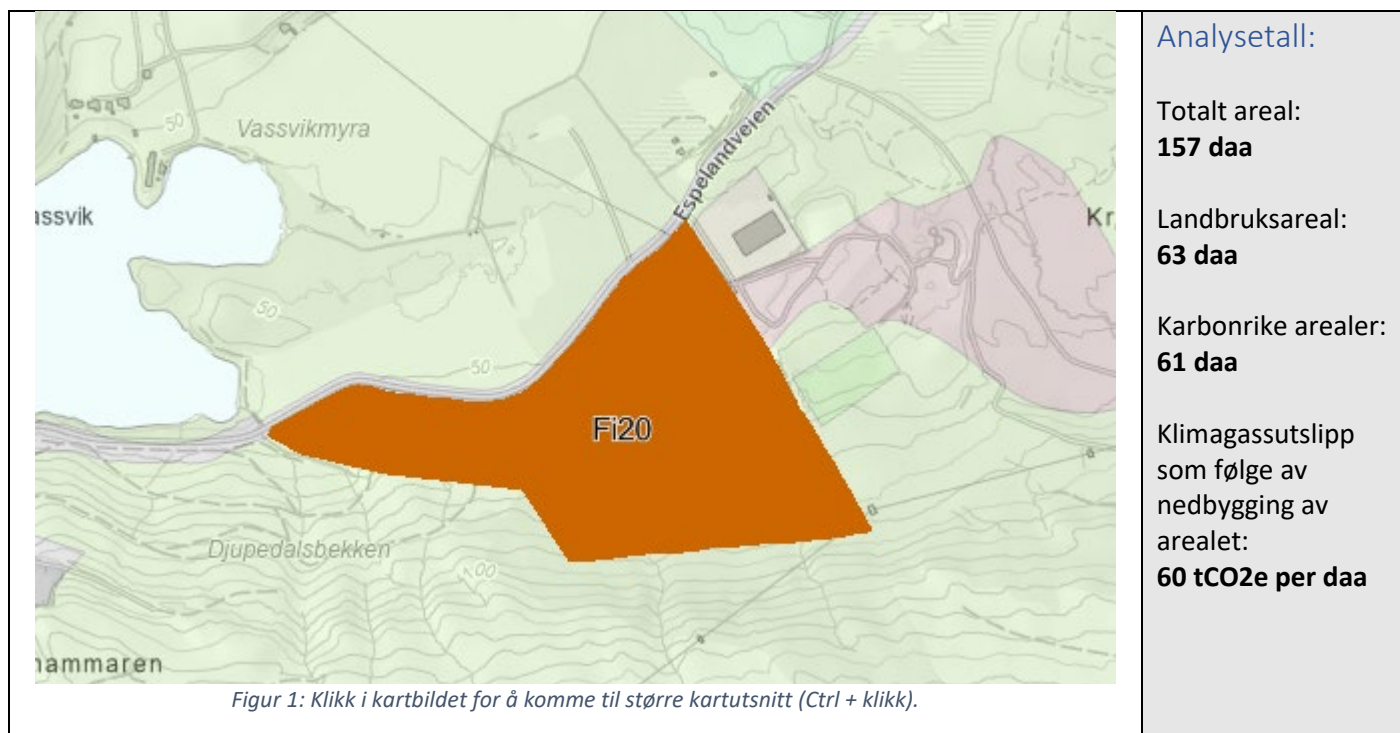 Vassvikmyra
50
assvik
50
Espelandveien
Kr
50
Fi20
Djupedalsbekken
100
hammaren
Figur 1: Klikk i kartbildet for å komme til større kartutsnitt (Ctrl + klikk).
Analysetall:
Totalt areal:
157 daa
Landbruksareal:
63 daa
Karbonrike arealer:
61 daa
Klimagassutslipp
som følge av
nedbygging av
arealet:
60 tCO2e per daa